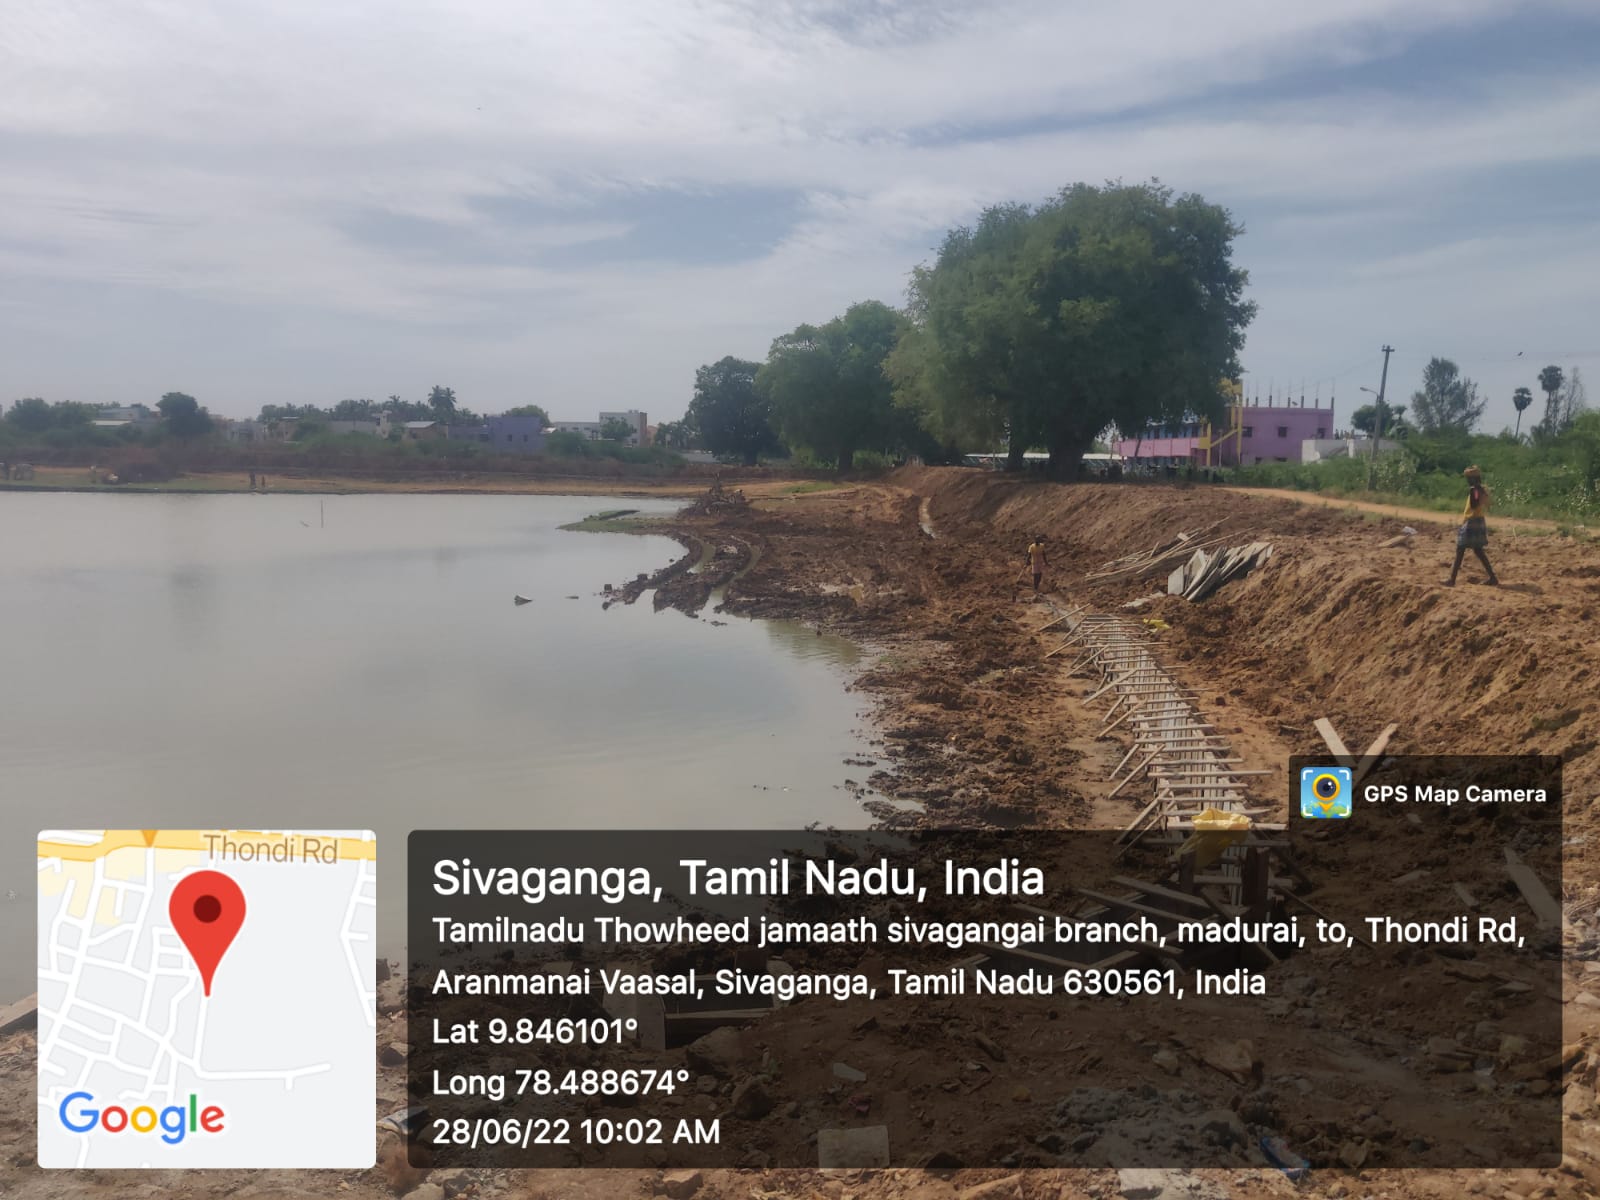 GPS Map Camera
Thondi Rd
Google
Sivaganga, Tamil Nadu, India
Tamilnadu Thowheed jamaath sivagangai branch, madurai, to, Thondi Rd,
Aranmanai Vaasal, Sivaganga, Tamil Nadu 630561, India
Lat 9.846101°
Long 78.488674°
28/06/22 10:02 AM